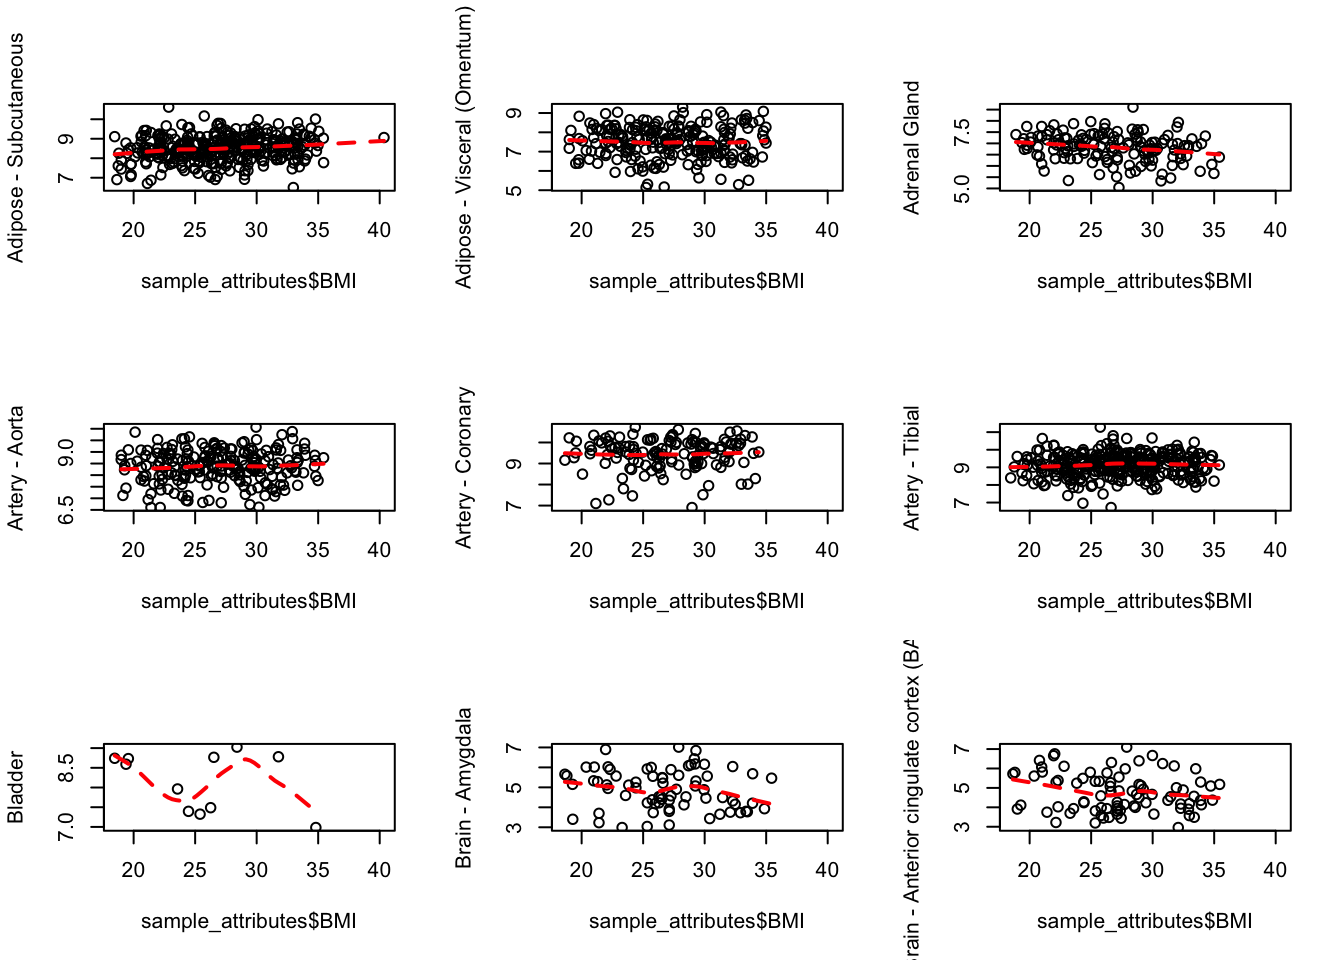 Adipose - Subcutaneous
9
7
20 25 30 35 40
sample_attributes$BMI
Adipose - Visceral (Omentum)
9
7
5
20 25 30 35 40
sample_attributes$BMI
Adrenal Gland
7.5
5.0
20 25 30 35 40
sample_attributes$BMI
Artery - Aorta
9.0
6.5
20 25 30 35 40
sample_attributes$BMI
Artery - Coronary
9
7
20 25 30 35 40
sample_attributes$BMI
Artery - Tibial
9
7
20 25 30 35 40
sample_attributes$BMI
Bladder
8.5
7.0
20 25 30 35 40
sample_attributes$BMI
Brain - Amygdala
7
5
3
20 25 30 35 40
sample_attributes$BMI
rain - Anterior cingulate cortex (BA
7
5
3
20 25 30 35 40
sample_attributes$BMI